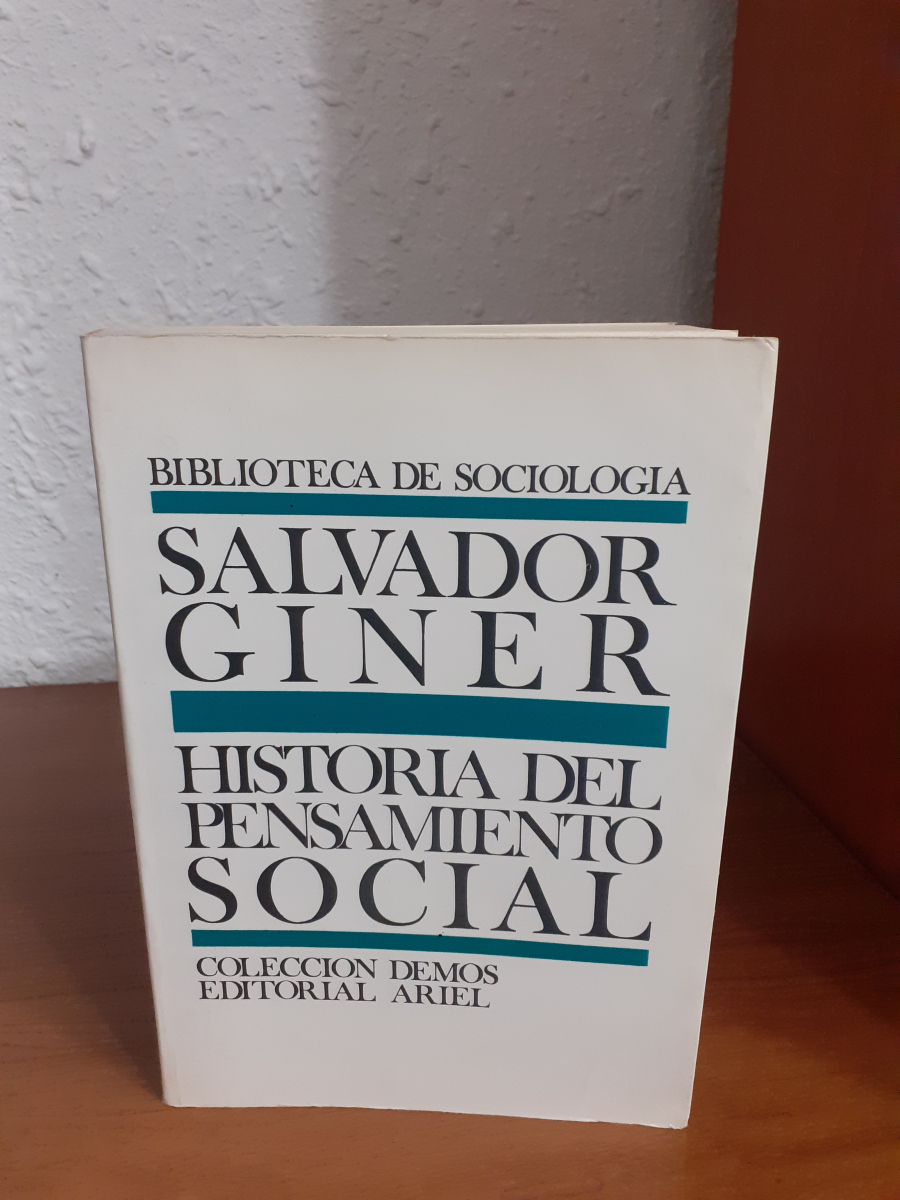 BIBLIOTECA DE SOCIOLOGIA
SALVADOR
GINER
HISTORIA DEL
PENSAMIENTO
SOCIAL
COLECCION DEMOS
EDITORIAL ARIEL